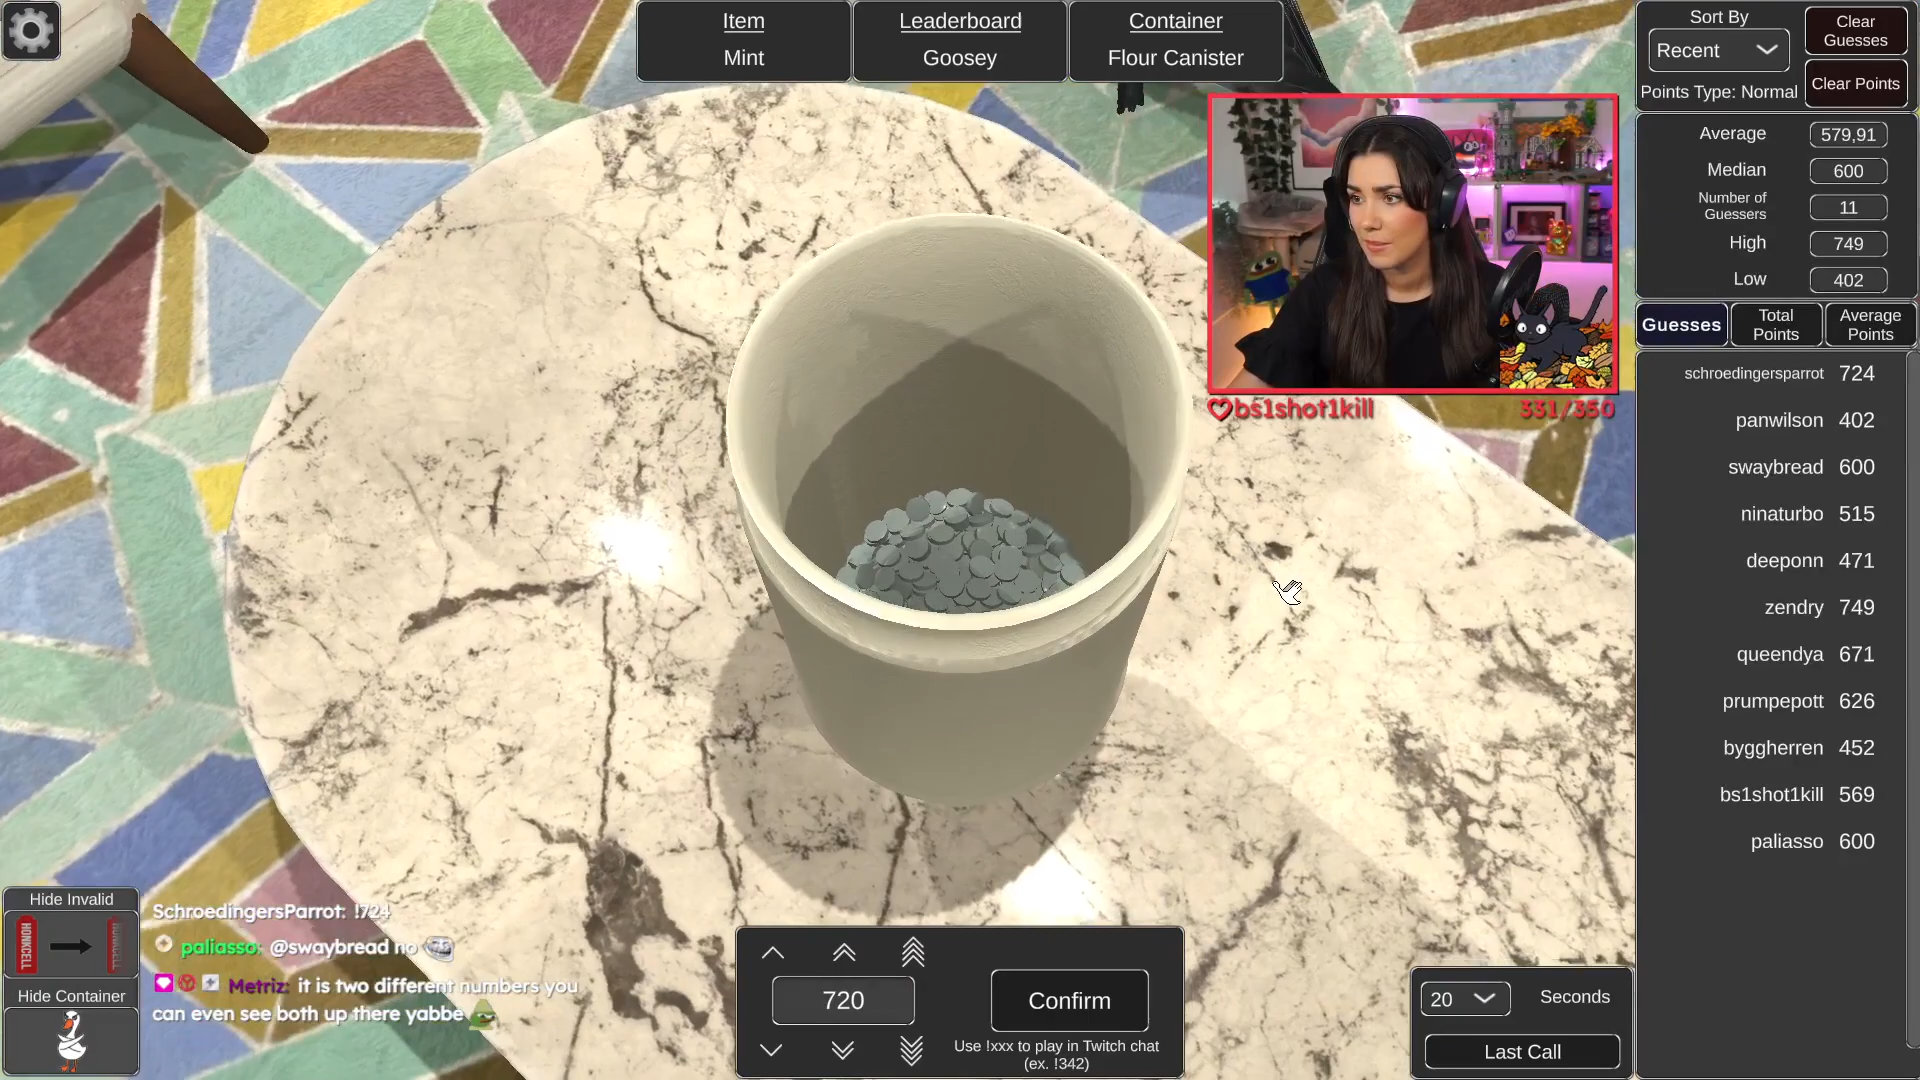 Item
Mint
Leaderboard
Goosey
Container
Flour Canister
Sort By
Recent
Clear
Guesses
Points Type: Normal
Clear Points
Average 579,91
Median 600
Number of
Guessers 11
High 749
Low 402
Guesses
Total
Points
Average
Points
schroedingersparrot 724
panwilson 402
swaybread 600
ninaturbo 515
deeponn 471
zendry 749
queendya 671
prumpepott 626
byggherren 452
bs1shot1kill 569
paliasso 600
bs1shot1kill 331/350
Hide Invalid
HONKCELL
Hide Container
SchroedingersParrot: !724
paliasso: @swaybread no
Metriz: it is two different numbers you
can even see both up there yabbe
720
Confirm
Use !xxx to play in Twitch chat
(ex. !342)
20 Seconds
Last Call